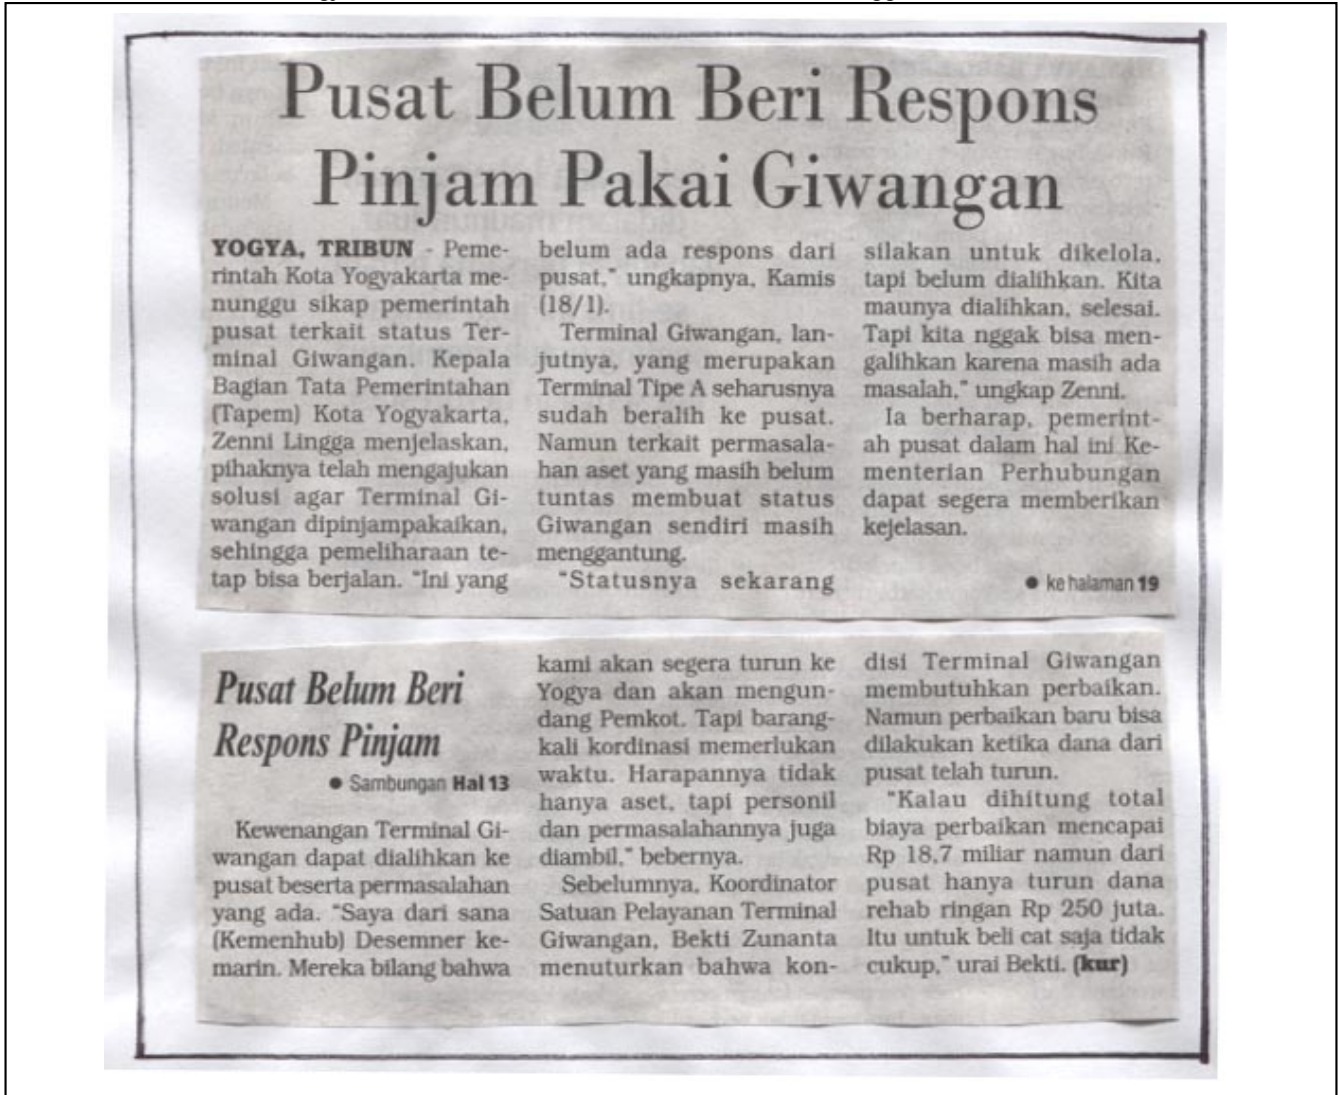 Pusat Belum Beri Respons
Pinjam Pakai Giwangan
YOGYA, TRIBUN - Peme-
rintah Kota Yogyakarta me-
nunggu sikap pemerintah
pusat terkait status Ter-
minal Giwangan. Kepala
Bagian Tata Pemerintahan
(Tapem) Kota Yogyakarta,
Zenni Lingga menjelaskan,
pihaknya telah mengajukan
solusi agar Terminal Gi-
wangan dipinjampakaikan,
sehingga pemeliharaan te-
tap bisa berjalan. "Ini yang
belum ada respons dari
pusat," ungkapnya, Kamis
(18/1).
Terminal Giwangan, lan-
jutnya, yang merupakan
Terminal Tipe A seharusnya
sudah beralih ke pusat.
Namun terkait permasala-
han aset yang masih belum
tuntas membuat status
Giwangan sendiri masih
menggantung.
"Statusnya sekarang
silakan untuk dikelola,
tapi belum dialihkan. Kita
maunya dialihkan, selesai.
Tapi kita nggak bisa men-
galihkan karena masih ada
masalah," ungkap Zenni.
Ia berharap, pemerint-
ah pusat dalam hal ini Ke-
menterian Perhubungan
dapat segera memberikan
kejelasan.
● ke halaman 19
Pusat Belum Beri
Respons Pinjam
● Sambungan Hal 13
Kewenangan Terminal Gi-
wangan dapat dialihkan ke
pusat beserta permasalahan
yang ada. "Saya dari sana
(Kemenhub) Desemner ke-
marin. Mereka bilang bahwa
kami akan segera turun ke
Yogya dan akan mengun-
dang Pemkot. Tapi barang-
kali kordinasi memerlukan
waktu. Harapannya tidak
hanya aset, tapi personil
dan permasalahannya juga
diambil," bebernya.
Sebelumnya, Koordinator
Satuan Pelayanan Terminal
Giwangan, Bekti Zunanta
menuturkan bahwa kon-
disi Terminal Giwangan
membutuhkan perbaikan.
Namun perbaikan baru bisa
dilakukan ketika dana dari
pusat telah turun.
"Kalau dihitung total
biaya perbaikan mencapai
Rp 18,7 miliar namun dari
pusat hanya turun dana
rehab ringan Rp 250 juta.
Itu untuk beli cat saja tidak
cukup," urai Bekti. (kur)